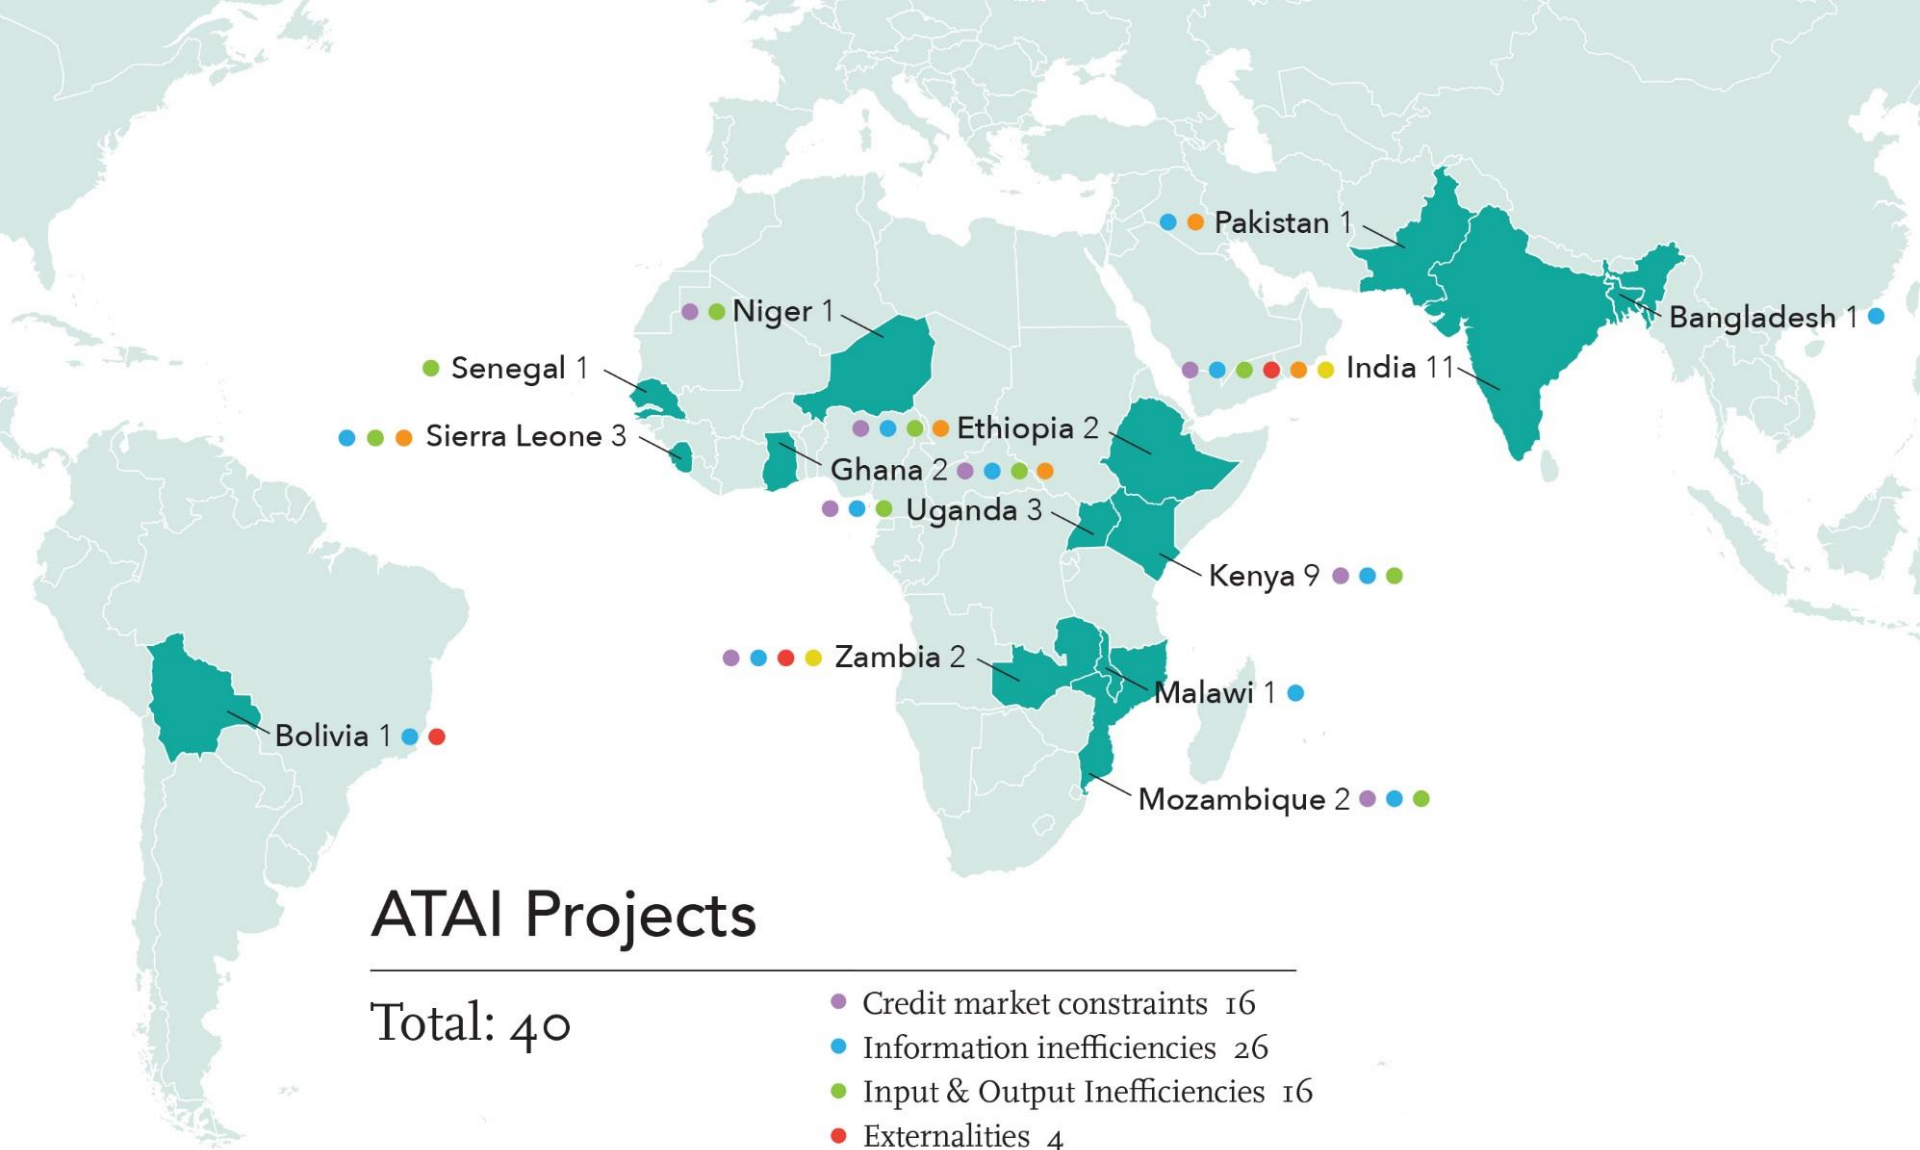 Pakistan 1
Niger 1
Bangladesh 1
Senegal 1
India 11
Sierra Leone 3
Ethiopia 2
Ghana 2
Uganda 3
Kenya 9
Zambia 2
Malawi 1
Bolivia 1
Mozambique 2
ATAI Projects
Total: 40
Credit market constraints 16
Information inefficiencies 26
Input & Output Inefficiencies 16
Externalities 4